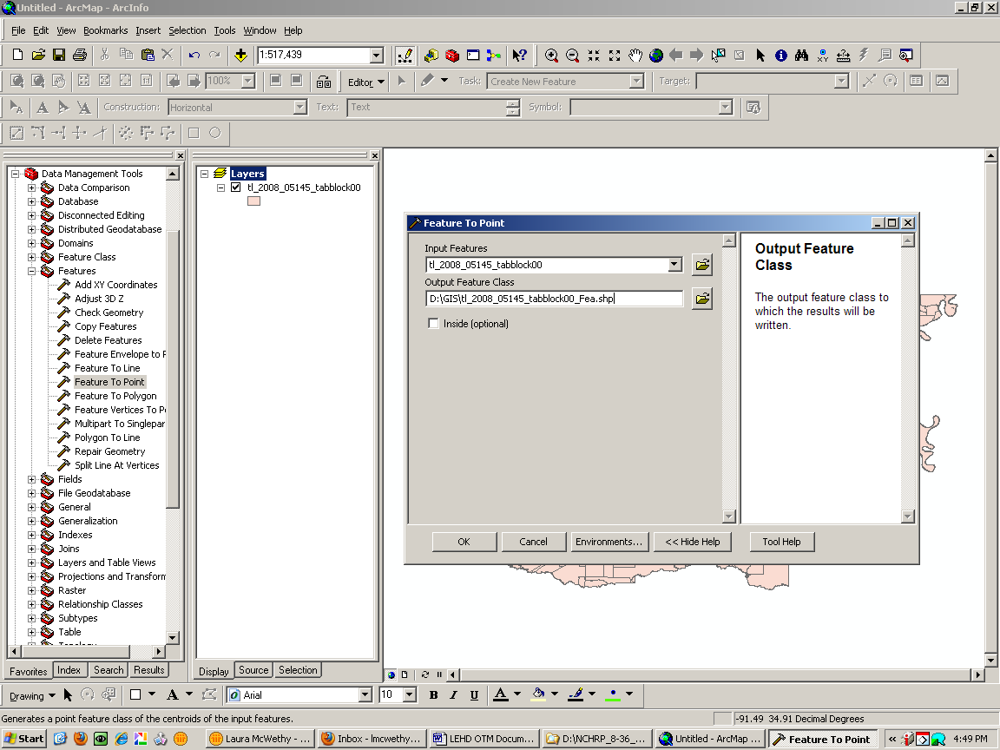 Untitled - ArcMap - ArcInfo
File Edit View Bookmarks Insert Selection Tools Window Help
1:517,439
100% Editor Task: Create New Feature Target:
Construction: Horizontal Text: Text Symbol:
Data Management Tools
Data Comparison
Database
Disconnected Editing
Distributed Geodatabase
Domains
Feature Class
Features
Add XY Coordinates
Adjust 3D Z
Check Geometry
Copy Features
Delete Features
Feature Envelope to P
Feature To Line
Feature To Point
Feature To Polygon
Feature Vertices To P
Multipart To Singlepar
Polygon To Line
Repair Geometry
Split Line At Vertices
Fields
File Geodatabase
General
Generalization
Indexes
Joins
Layers and Table Views
Projections and Transform
Raster
Relationship Classes
Subtypes
Table
Topology
Favorites Index Search Results
Layers
tl_2008_05145_tabblock00
Display Source Selection
Feature To Point
Input Features
tl_2008_05145_tabblock00
Output Feature Class
D:\GIS\tl_2008_05145_tabblock00_Fea.shp
Inside (optional)
OK Cancel Environments... << Hide Help Tool Help
Output Feature
Class
The output feature class to
which the results will be
written.
Drawing A Arial 10 B I U A
Generates a point feature class of the centroids of the input features.
-91.49 34.91 Decimal Degrees
Start Laura McWethy - ... Inbox - lmcwethy... LEHD OTM Docum... D:\NCHRP_8-36_... Untitled - ArcMap ... Feature To Point « 4:49 PM